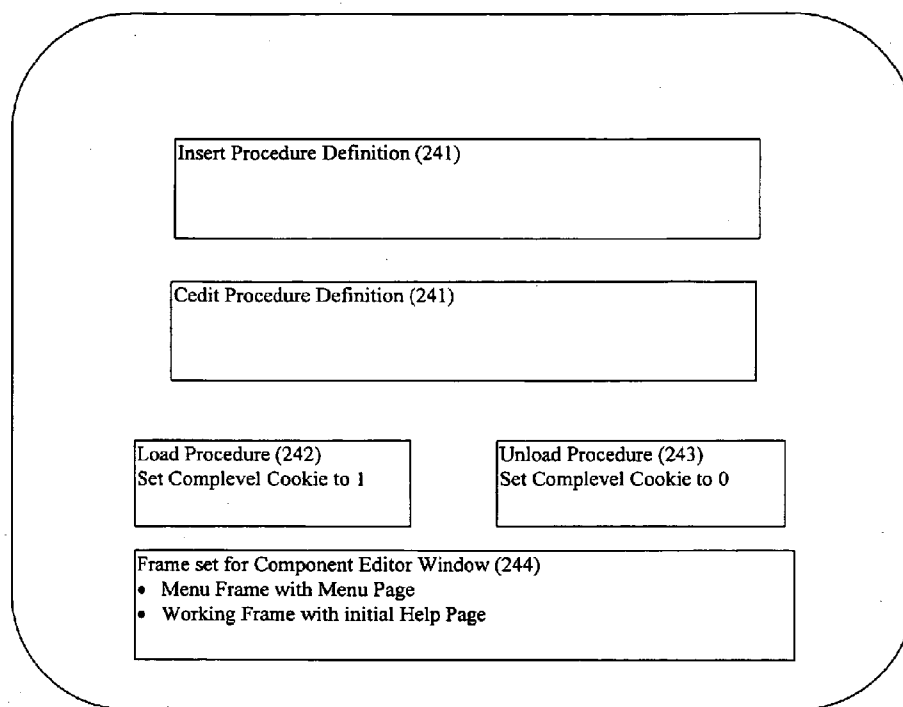 Insert Procedure Definition (241)
Cedit Procedure Definition (241)
Load Procedure (242)
Set Complevel Cookie to 1
Unload Procedure (243)
Set Complevel Cookie to 0
Frame set for Component Editor Window (244)
• Menu Frame with Menu Page
• Working Frame with initial Help Page